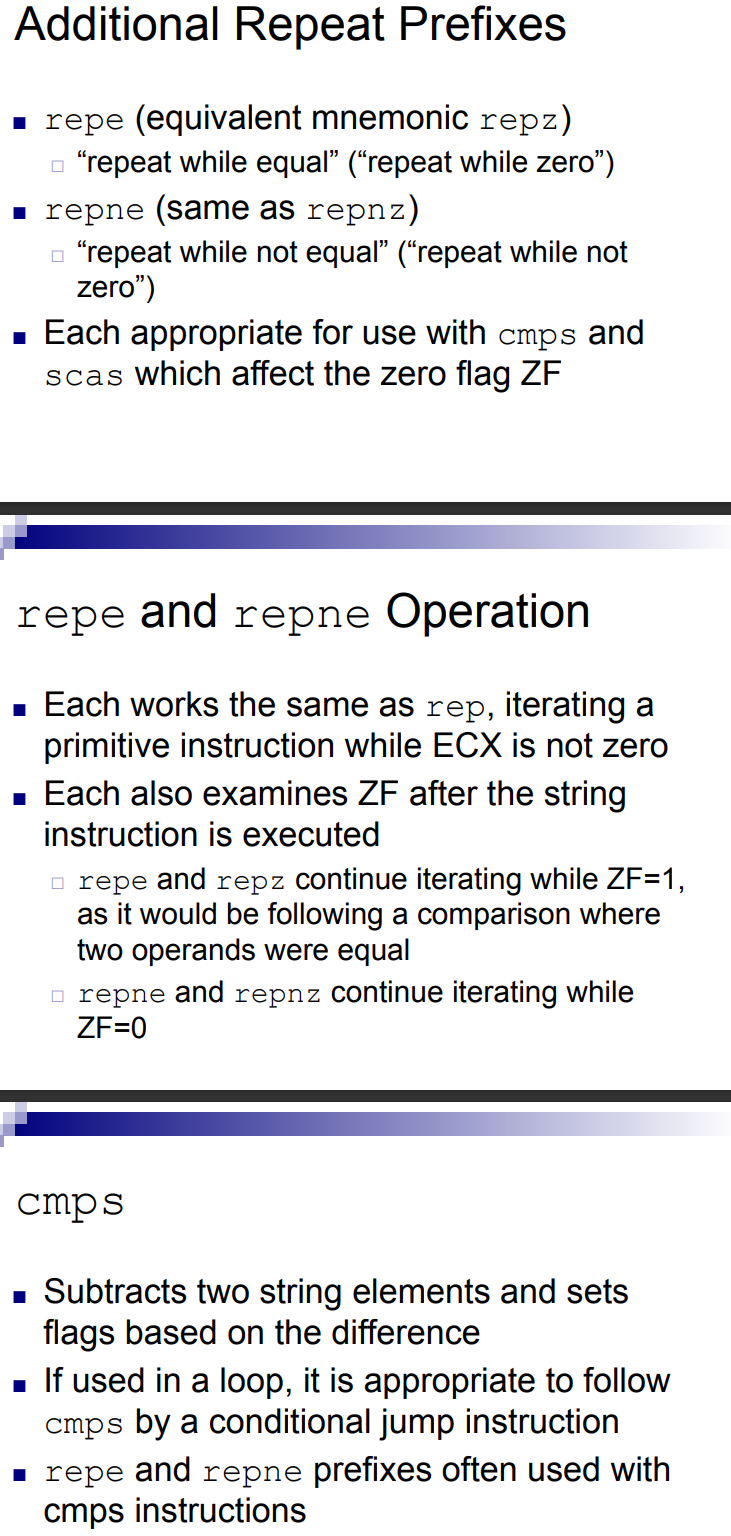 Additional Repeat Prefixes
repe (equivalent mnemonic repz)
“repeat while equal” (“repeat while zero”)
repne (same as repnz)
“repeat while not equal” (“repeat while not
zero”)
Each appropriate for use with cmps and
scas which affect the zero flag ZF
repe and repne Operation
Each works the same as rep, iterating a
primitive instruction while ECX is not zero
Each also examines ZF after the string
instruction is executed
repe and repz continue iterating while ZF=1,
as it would be following a comparison where
two operands were equal
repne and repnz continue iterating while
ZF=0
cmps
Subtracts two string elements and sets
flags based on the difference
If used in a loop, it is appropriate to follow
cmps by a conditional jump instruction
repe and repne prefixes often used with
cmps instructions